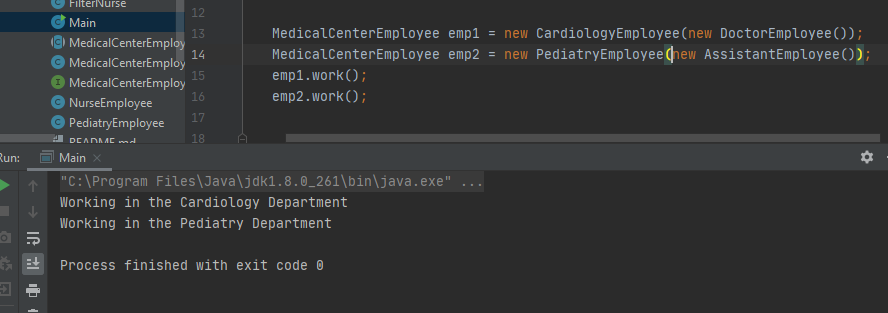 FilterNurse
Main
MedicalCenterEmploy
MedicalCenterEmploy
MedicalCenterEmploy
NurseEmployee
PediatryEmployee
README.md
12
13 MedicalCenterEmployee emp1 = new CardiologyEmployee(new DoctorEmployee());
14 MedicalCenterEmployee emp2 = new PediatryEmployee(new AssistantEmployee());
15 emp1.work();
16 emp2.work();
17
18
Run: Main ×
"C:\Program Files\Java\jdk1.8.0_261\bin\java.exe" ...
Working in the Cardiology Department
Working in the Pediatry Department
Process finished with exit code 0